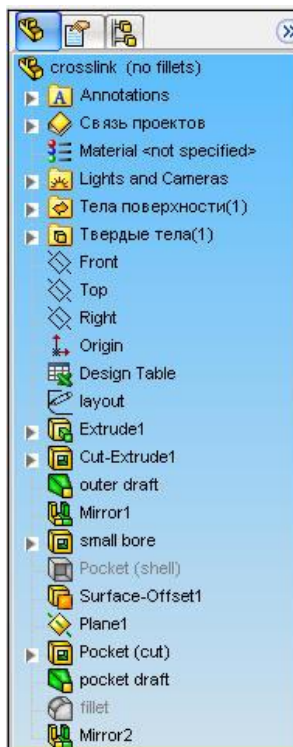 crosslink (no fillets)
Annotations
Связь проектов
Material <not specified>
Lights and Cameras
Тела поверхности(1)
Твердые тела(1)
Front
Top
Right
Origin
Design Table
layout
Extrude1
Cut-Extrude1
outer draft
Mirror1
small bore
Pocket (shell)
Surface-Offset1
Plane1
Pocket (cut)
pocket draft
fillet
Mirror2